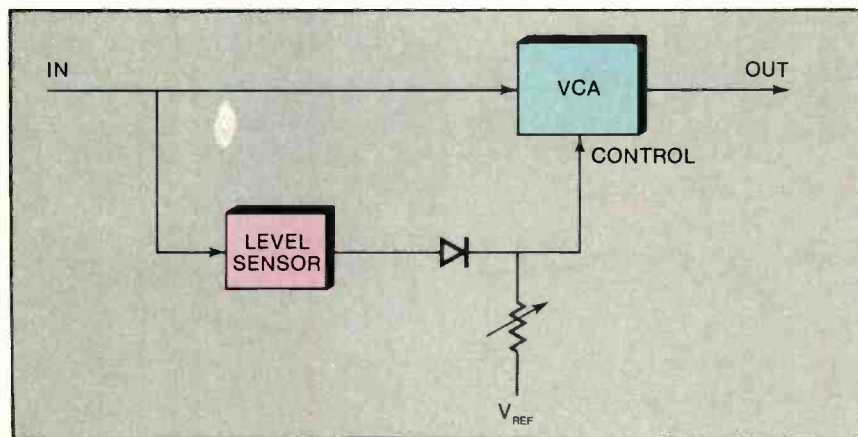 IN
VCA
OUT
CONTROL
LEVEL
SENSOR
VREF